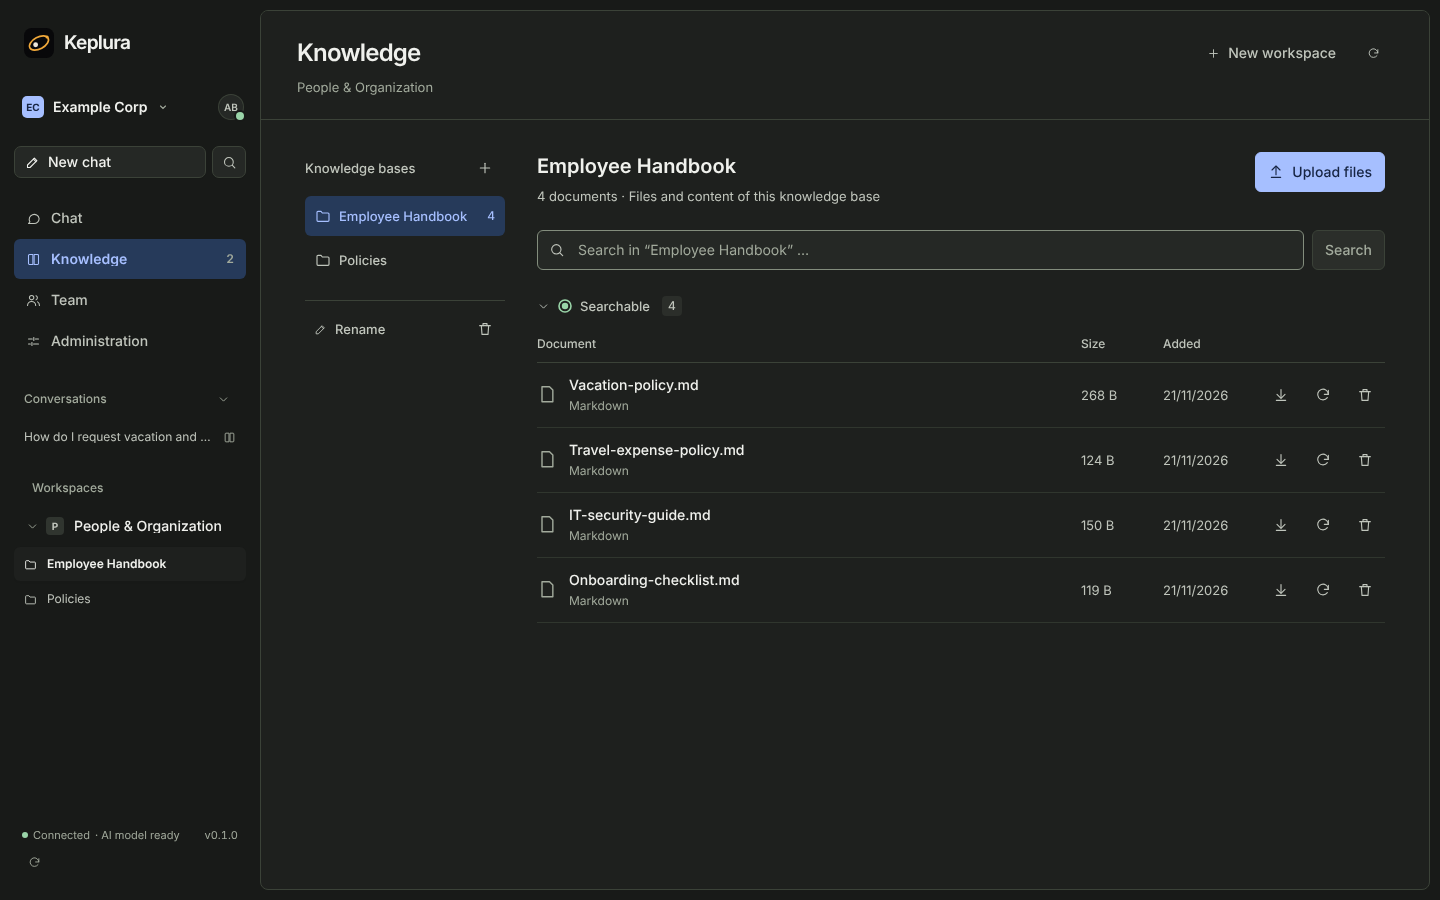 Keplura
EC Example Corp AB
New chat
Chat
Knowledge 2
Team
Administration
Conversations
How do I request vacation and ...
Workspaces
P People & Organization
Employee Handbook
Policies
Connected · AI model ready v0.1.0
Knowledge
People & Organization
New workspace
Knowledge bases
Employee Handbook 4
Policies
Rename
Employee Handbook
4 documents · Files and content of this knowledge base
Upload files
Search in “Employee Handbook” ...
Search
Searchable 4
Document Size Added
Vacation-policy.md
Markdown
268 B 21/11/2026
Travel-expense-policy.md
Markdown
124 B 21/11/2026
IT-security-guide.md
Markdown
150 B 21/11/2026
Onboarding-checklist.md
Markdown
119 B 21/11/2026